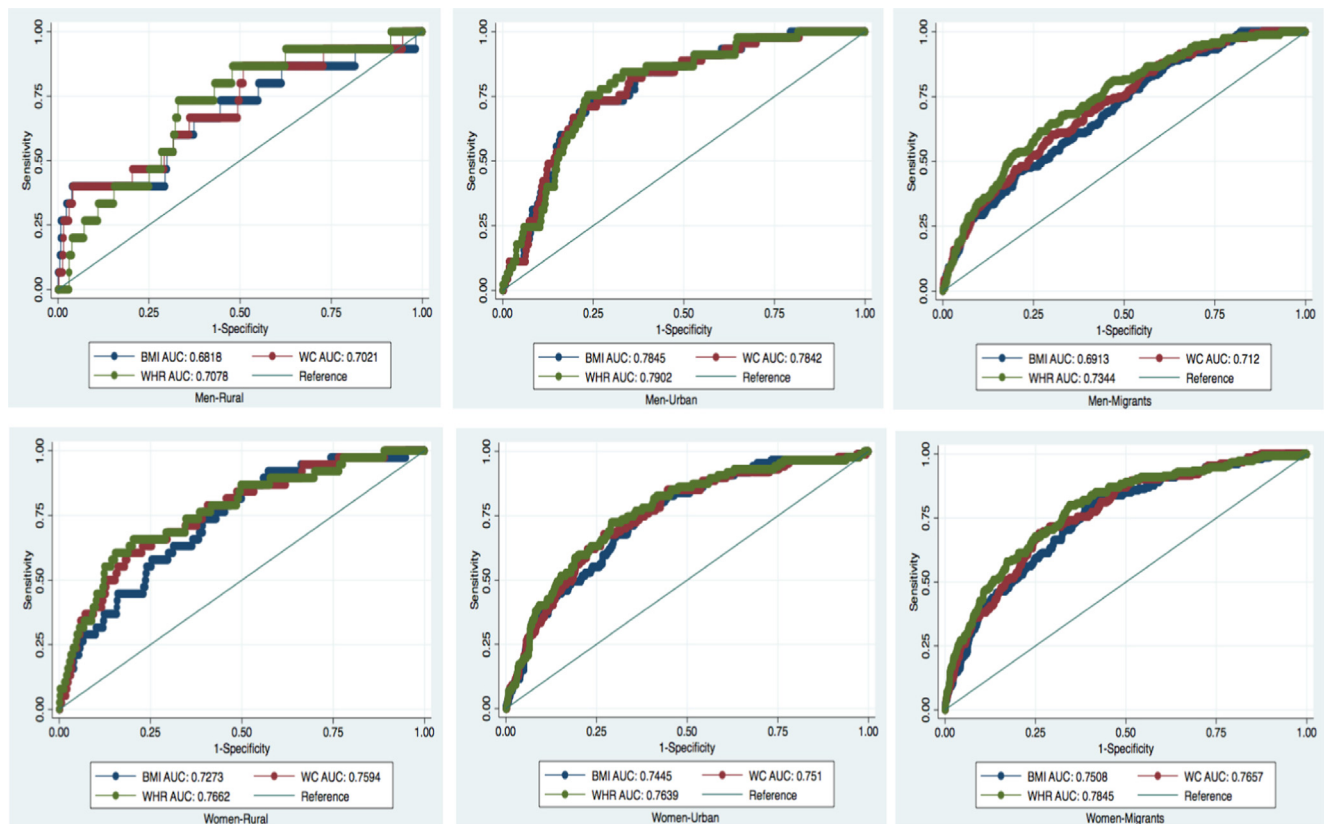 1.00
0.75
Sensitivity
0.50
0.25
0.00
0.00 0.25 0.50 0.75 1.00
1-Specificity
BMI AUC: 0.6818 WC AUC: 0.7021
WHR AUC: 0.7078 Reference
Men-Rural
1.00
0.75
Sensitivity
0.50
0.25
0.00
0.00 0.25 0.50 0.75 1.00
1-Specificity
BMI AUC: 0.7845 WC AUC: 0.7842
WHR AUC: 0.7902 Reference
Men-Urban
1.00
0.75
Sensitivity
0.50
0.25
0.00
0.00 0.25 0.50 0.75 1.00
1-Specificity
BMI AUC: 0.6913 WC AUC: 0.712
WHR AUC: 0.7344 Reference
Men-Migrants
1.00
0.75
Sensitivity
0.50
0.25
0.00
0.00 0.25 0.50 0.75 1.00
1-Specificity
BMI AUC: 0.7273 WC AUC: 0.7594
WHR AUC: 0.7662 Reference
Women-Rural
1.00
0.75
Sensitivity
0.50
0.25
0.00
0.00 0.25 0.50 0.75 1.00
1-Specificity
BMI AUC: 0.7445 WC AUC: 0.751
WHR AUC: 0.7639 Reference
Women-Urban
1.00
0.75
Sensitivity
0.50
0.25
0.00
0.00 0.25 0.50 0.75 1.00
1-Specificity
BMI AUC: 0.7508 WC AUC: 0.7657
WHR AUC: 0.7845 Reference
Women-Migrants